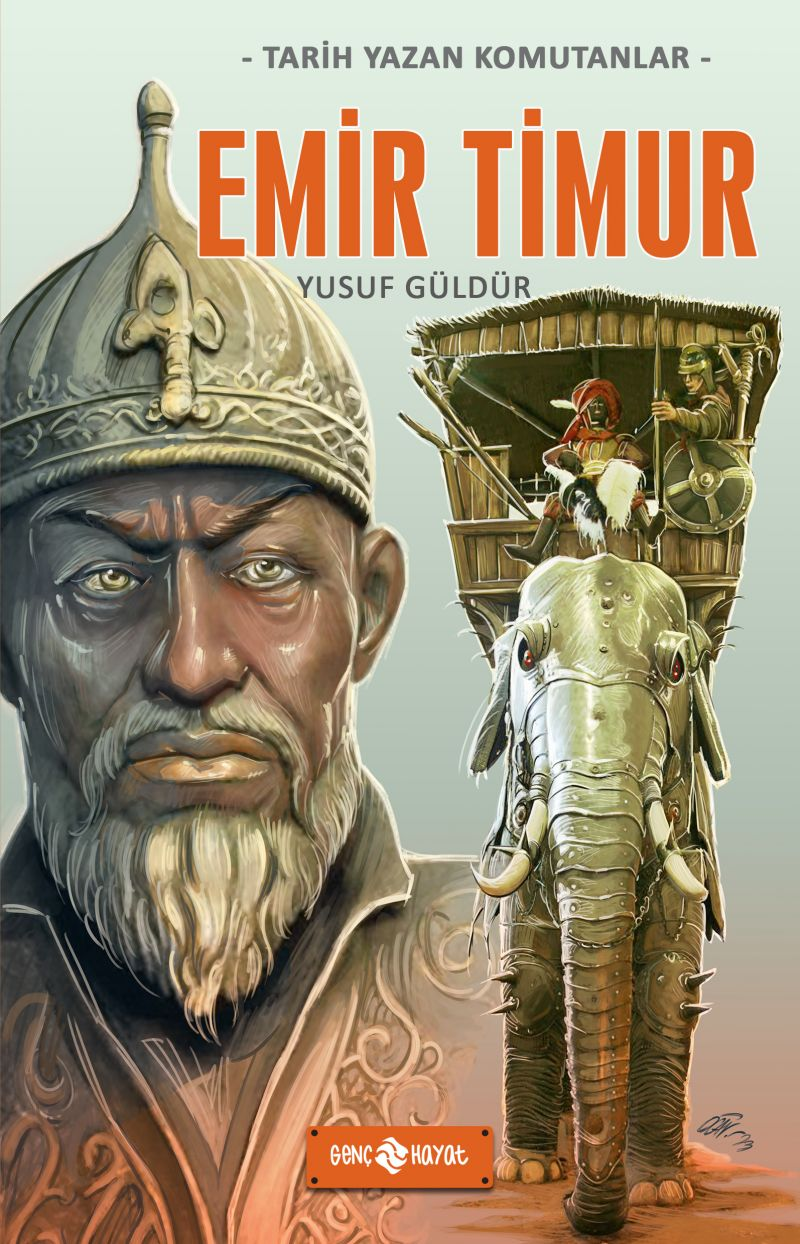 - TARİH YAZAN KOMUTANLAR -
EMİR TİMUR
YUSUF GÜLDÜR
GENÇ HAYAT